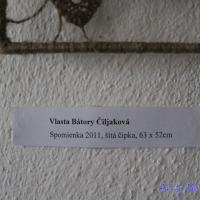 Vlasta Bátory Čiljaková
Spomienka 2011, šitá čipka, 63 x 52cm